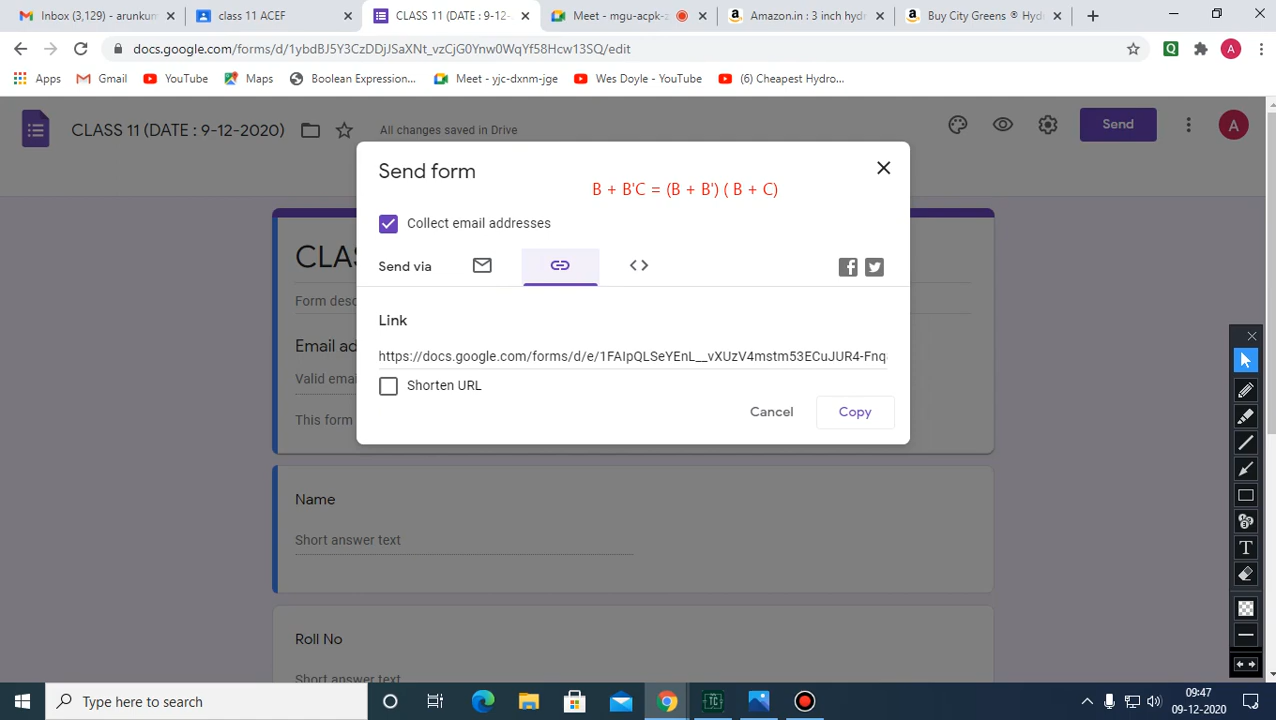 Inbox (3,129) - arunkum
class 11 ACEF
CLASS 11 (DATE : 9-12-
Meet - mgu-acpk-z
Amazon.in : 2 inch hydr
Buy City Greens ® Hyd
docs.google.com/forms/d/1ybdBJ5Y3CzDDjJSaXNt_vzCjG0Ynw0WqYf58Hcw13SQ/edit
A
Apps
Gmail
YouTube
Maps
Boolean Expression...
Meet - yjc-dxnm-jge
Wes Doyle - YouTube
(6) Cheapest Hydro...
CLASS 11 (DATE : 9-12-2020)
All changes saved in Drive
Send
A
Send form
B + B'C = (B + B') ( B + C)
Collect email addresses
CLAS
Send via
Form desc
Link
Email ad
https://docs.google.com/forms/d/e/1FAIpQLSeYEnL__vXUzV4mstm53ECuJUR4-Fnq
Valid emai
Shorten URL
This form
Cancel
Copy
Name
Short answer text
Roll No
Short answer text
T
Type here to search
TC
09:47
09-12-2020